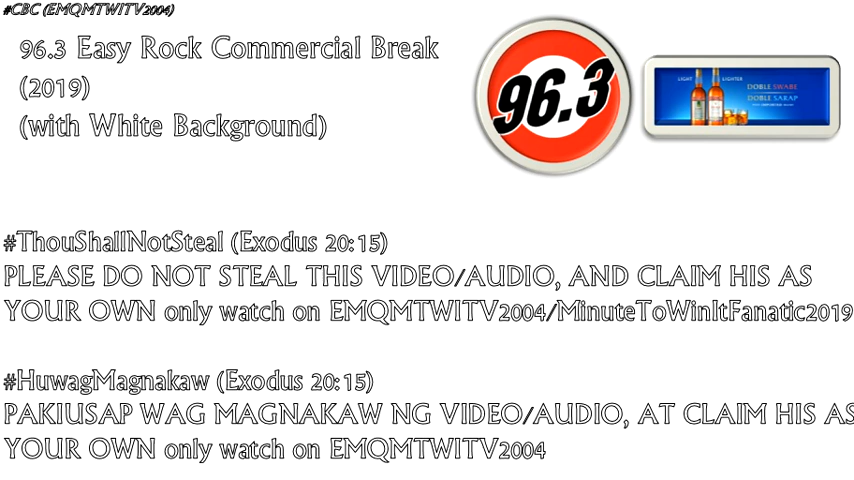 #CBC (EMQMTWITV2004)
96.3 Easy Rock Commercial Break
(2019)
(with White Background)
96.3
LIGHT LIGHTER
DOBLE SWABE
DOBLE SARAP
#ThouShallNotSteal (Exodus 20:15)
PLEASE DO NOT STEAL THIS VIDEO/AUDIO, AND CLAIM HIS AS
YOUR OWN only watch on EMQMTWITV2004/MinuteToWinItFanatic2019
#HuwagMagnakaw (Exodus 20:15)
PAKIUSAP WAG MAGNAKAW NG VIDEO/AUDIO, AT CLAIM HIS AS
YOUR OWN only watch on EMQMTWITV2004